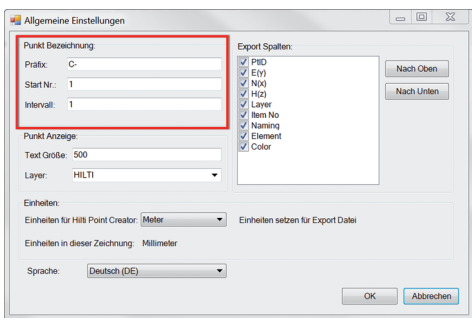 Allgemeine Einstellungen
Punkt Bezeichnung:
Präfix: C-
Start Nr.: 1
Intervall: 1
Punkt Anzeige:
Text Größe: 500
Layer: HILTI
Export Spalten:
PtID
E(y)
N(x)
H(z)
Layer
Item No
Naming
Element
Color
Nach Oben
Nach Unten
Einheiten:
Einheiten für Hilti Point Creator: Meter Einheiten setzen für Export Datei
Einheiten in dieser Zeichnung: Millimeter
Sprache: Deutsch (DE)
OK Abbrechen